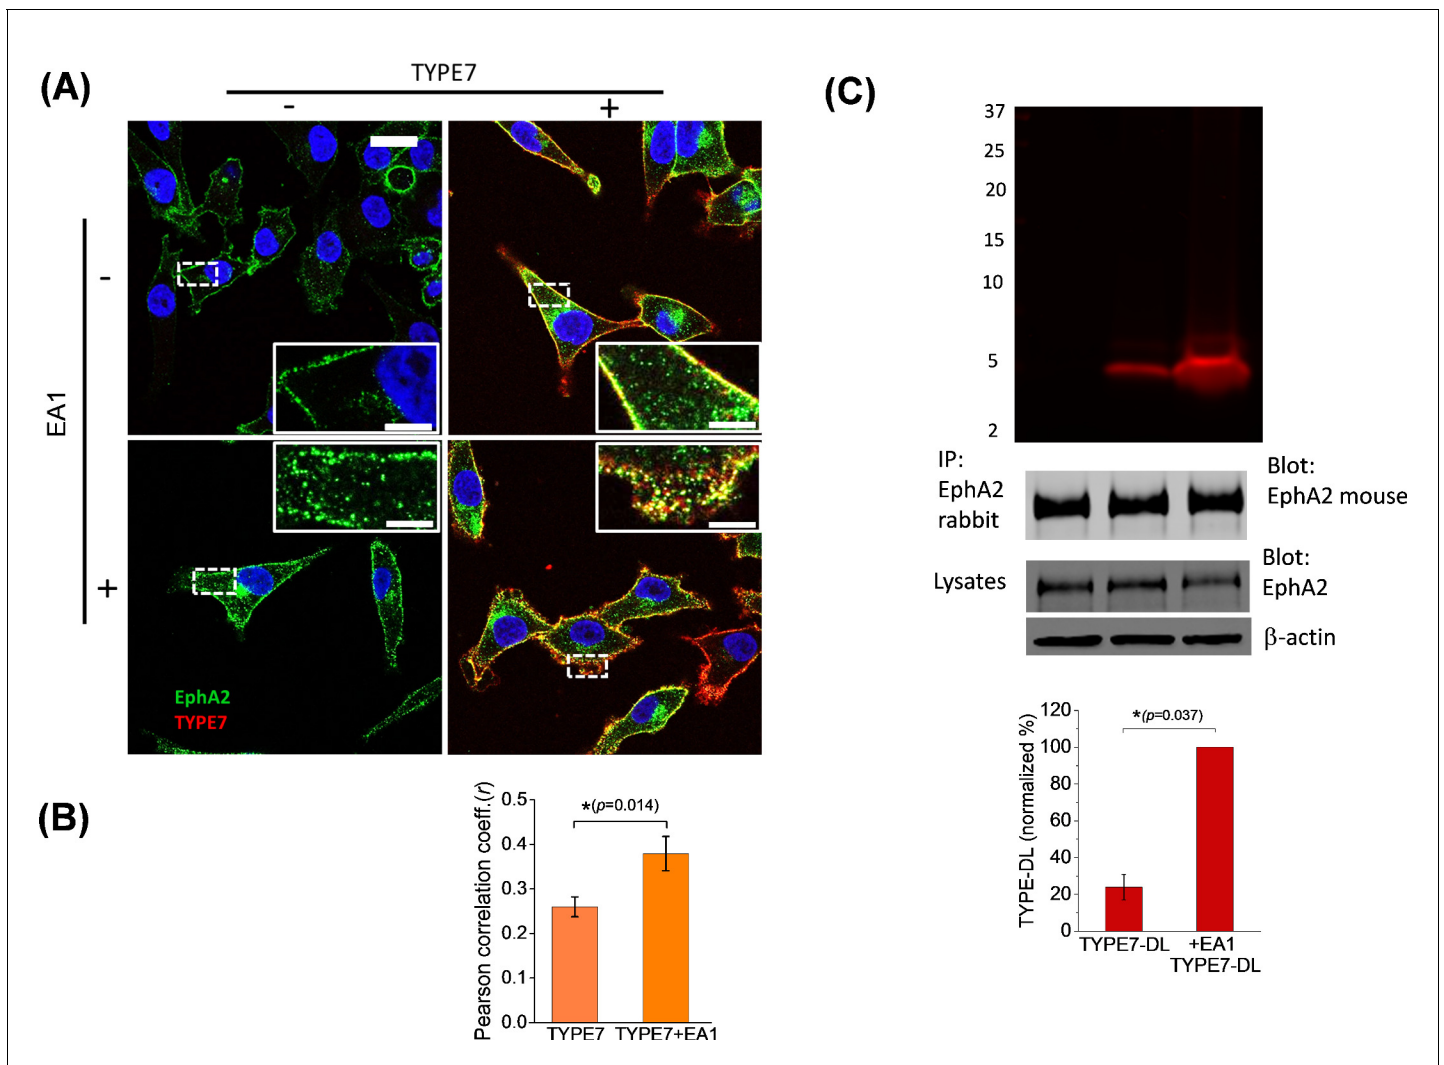 (A)
TYPE7
-
+
EA1
-
+
EphA2
TYPE7
(B)
Pearson correlation coeff.(r)
0.5
0.4
0.3
0.2
0.1
0.0
*(p=0.014)
TYPE7
TYPE7+EA1
(C)
37
25
20
15
10
5
2
IP:
EphA2
rabbit
Blot:
EphA2 mouse
Lysates
Blot:
EphA2
β-actin
TYPE-DL (normalized %)
120
100
80
60
40
20
0
*(p=0.037)
TYPE7-DL
+EA1
TYPE7-DL